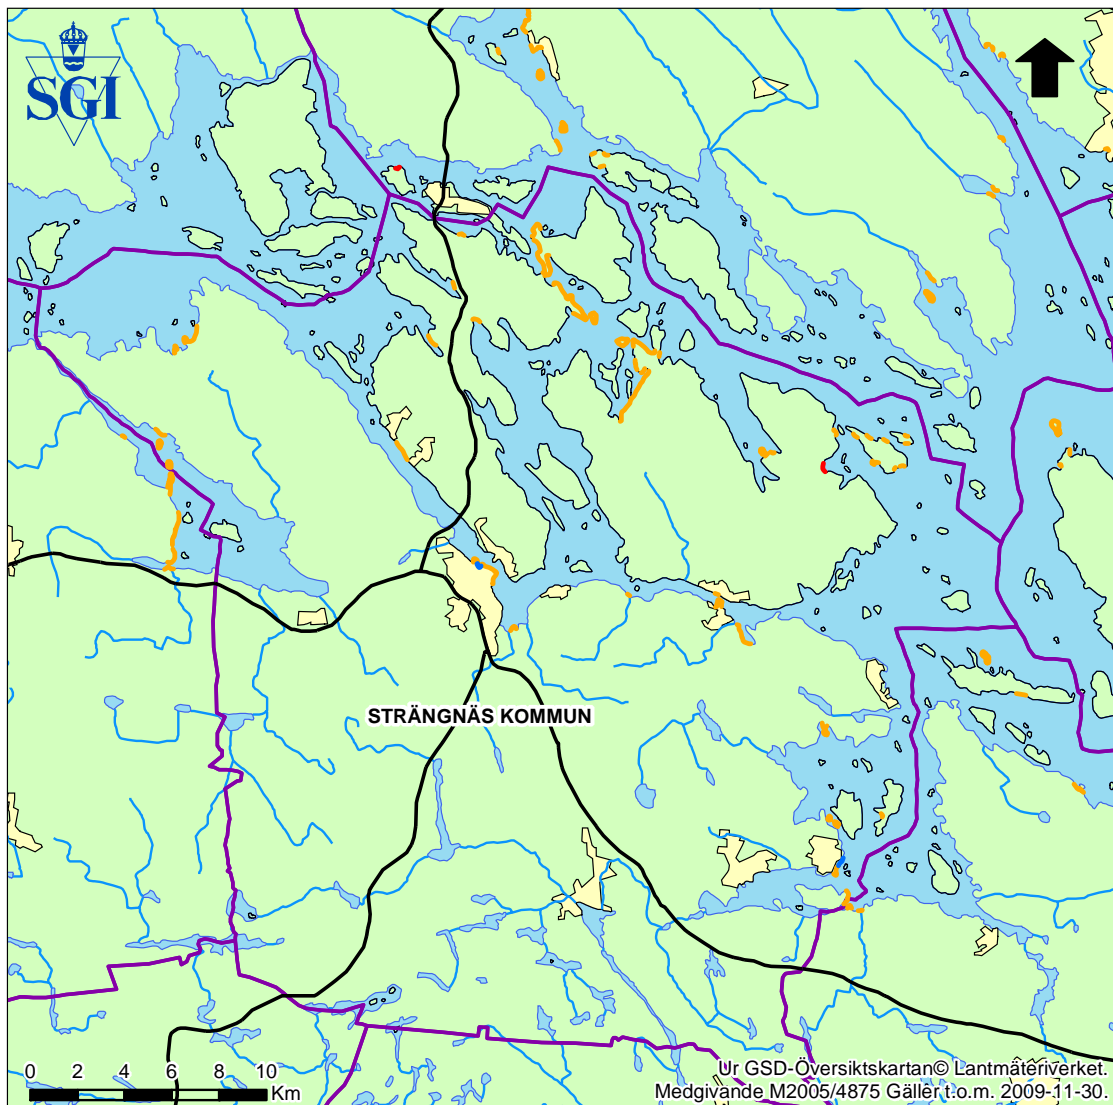 SGI
STRÄNGNÄS KOMMUN
0 2 4 6 8 10
Km
Ur GSD-Översiktskartan© Lantmäteriverket.
Medgivande M2005/4875 Gäller t.o.m. 2009-11-30.